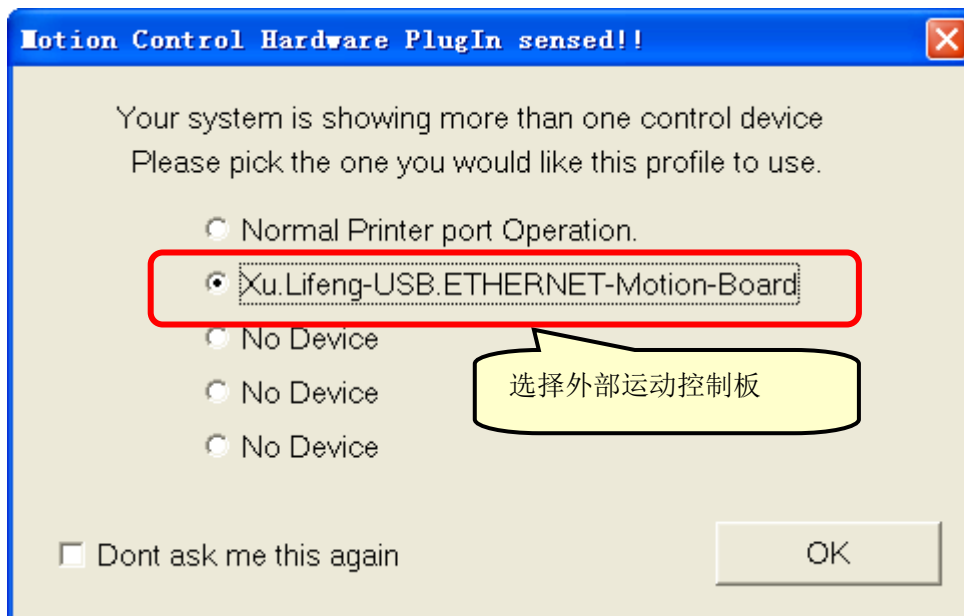 Motion Control Hardware PlugIn sensed!!
Your system is showing more than one control device
Please pick the one you would like this profile to use.
Normal Printer port Operation.
Xu.Lifeng-USB.ETHERNET-Motion-Board
No Device
选择外部运动控制板
No Device
No Device
Dont ask me this again
OK